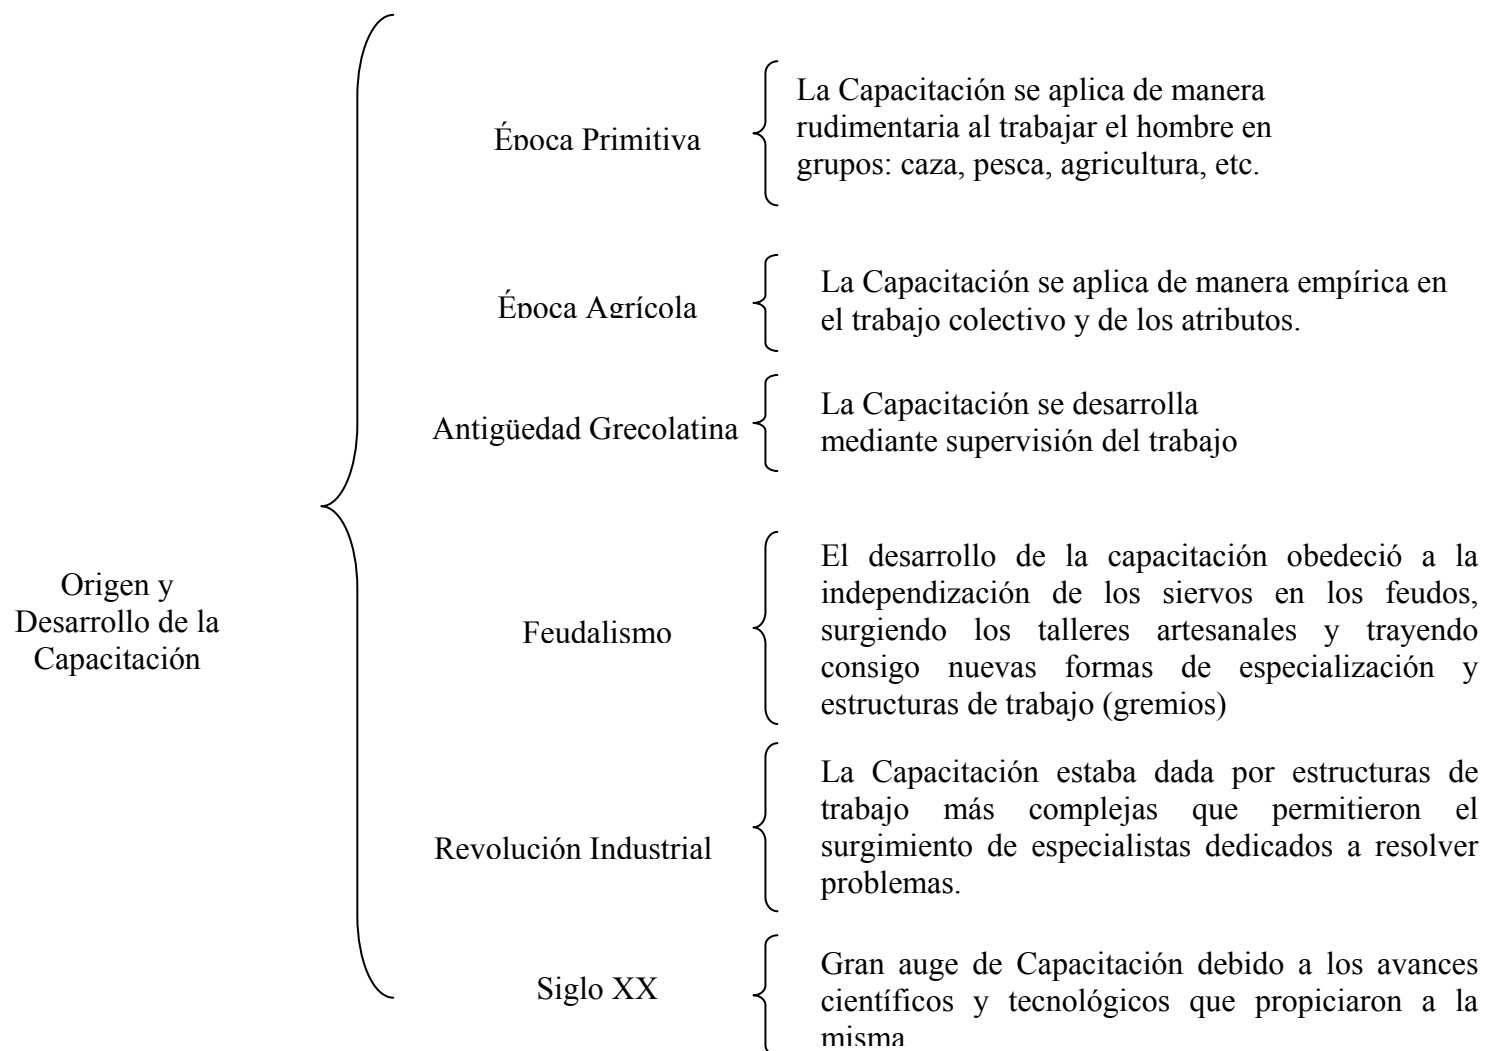 Origen y
Desarrollo de la
Capacitación
Época Primitiva
La Capacitación se aplica de manera
rudimentaria al trabajar el hombre en
grupos: caza, pesca, agricultura, etc.
Época Agrícola
La Capacitación se aplica de manera empírica en
el trabajo colectivo y de los atributos.
Antigüedad Grecolatina
La Capacitación se desarrolla
mediante supervisión del trabajo
Feudalismo
El desarrollo de la capacitación obedeció a la
independización de los siervos en los feudos,
surgiendo los talleres artesanales y trayendo
consigo nuevas formas de especialización y
estructuras de trabajo (gremios)
Revolución Industrial
La Capacitación estaba dada por estructuras de
trabajo más complejas que permitieron el
surgimiento de especialistas dedicados a resolver
problemas.
Siglo XX
Gran auge de Capacitación debido a los avances
científicos y tecnológicos que propiciaron a la
misma